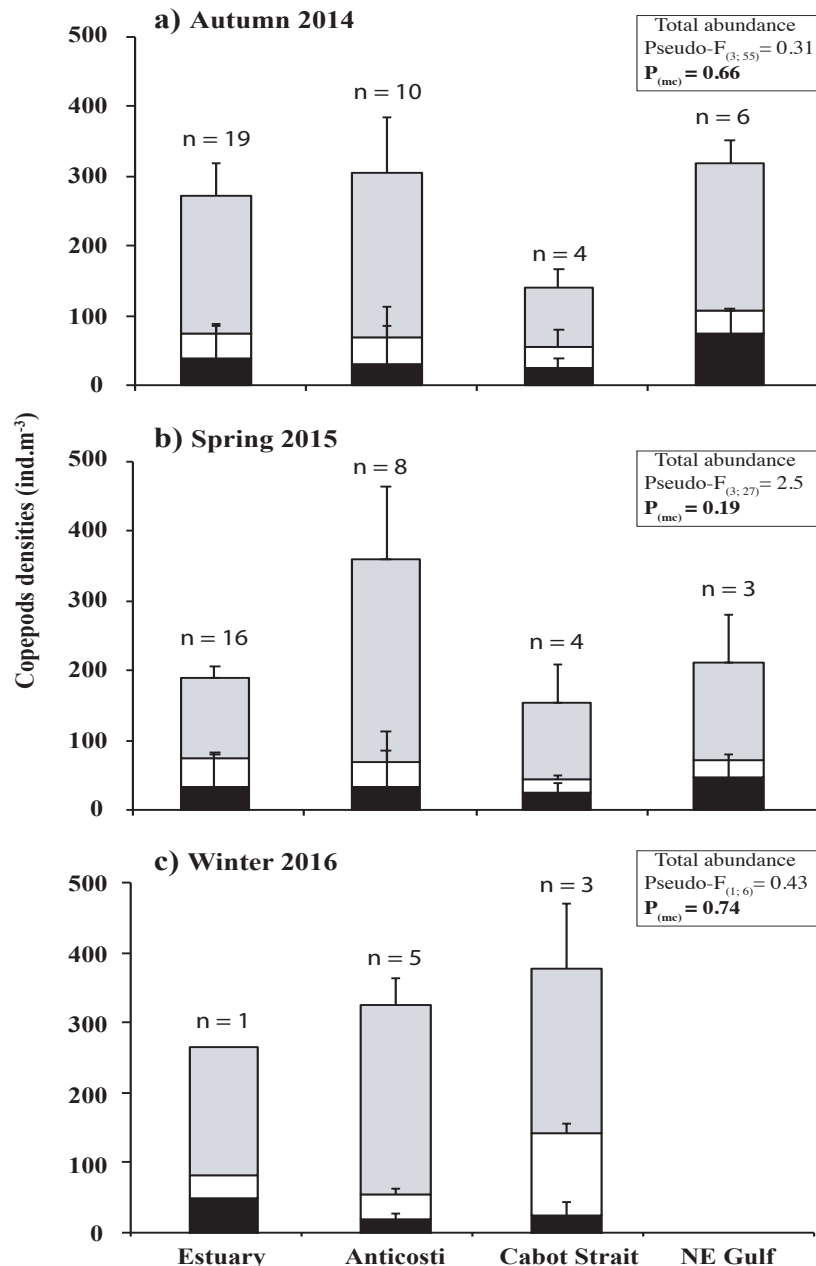 a) Autumn 2014
Total abundance
Pseudo-F(3; 55)= 0.31
P(mc) = 0.66
500
400
300
200
100
0
n = 19
n = 10
n = 4
n = 6
Copepods densities (ind.m-3)
b) Spring 2015
Total abundance
Pseudo-F(3; 27)= 2.5
P(mc) = 0.19
500
400
300
200
100
0
n = 16
n = 8
n = 4
n = 3
c) Winter 2016
Total abundance
Pseudo-F(1; 6)= 0.43
P(mc) = 0.74
500
400
300
200
100
0
n = 1
n = 5
n = 3
Estuary Anticosti Cabot Strait NE Gulf